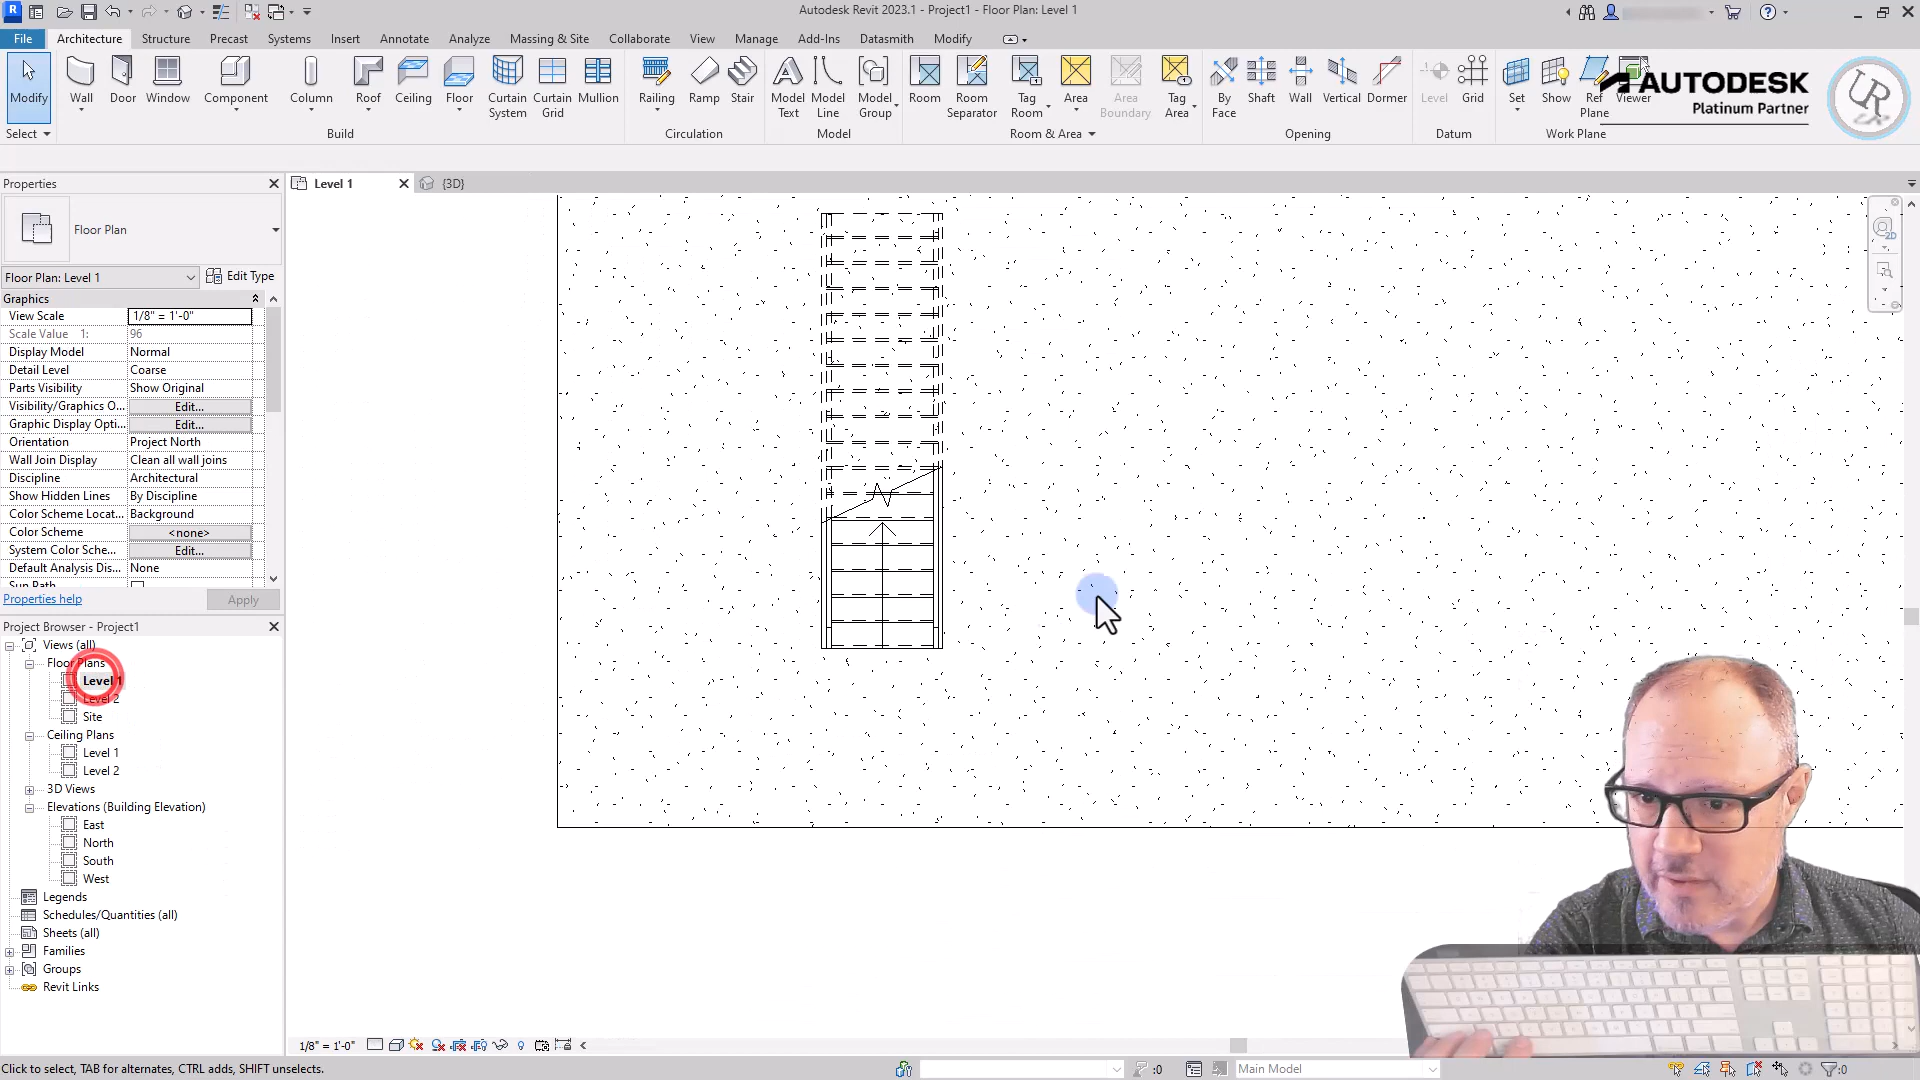 Autodesk Revit 2023.1 - Project1 - Floor Plan: Level 1
File Architecture Structure Precast Systems Insert Annotate Analyze Massing & Site Collaborate View Manage Add-Ins Datasmith Modify
Modify Wall Door Window Component Column Roof Ceiling Floor Curtain System Curtain Grid Mullion Railing Ramp Stair Model Text Model Line Model Group Room Room Separator Tag Room Area Area Boundary Tag Area By Face Shaft Wall Vertical Dormer Level Grid Set Show Ref Plane Viewer
AUTODESK
Platinum Partner
UR
Select Build Circulation Model Room & Area Opening Datum Work Plane
Properties
Level 1 {3D}
Floor Plan
Floor Plan: Level 1 Edit Type
Graphics
View Scale 1/8" = 1'-0"
Scale Value 1: 96
Display Model Normal
Detail Level Coarse
Parts Visibility Show Original
Visibility/Graphics O... Edit...
Graphic Display Opti... Edit...
Orientation Project North
Wall Join Display Clean all wall joins
Discipline Architectural
Show Hidden Lines By Discipline
Color Scheme Locat... Background
Color Scheme <none>
System Color Sche... Edit...
Default Analysis Dis... None
Sun Path
Properties help Apply
Project Browser - Project1
Views (all)
Floor Plans
Level 1
Level 2
Site
Ceiling Plans
Level 1
Level 2
3D Views
Elevations (Building Elevation)
East
North
South
West
Legends
Schedules/Quantities (all)
Sheets (all)
Families
Groups
Revit Links
1/8" = 1'-0"
Click to select, TAB for alternates, CTRL adds, SHIFT unselects. :0 Main Model :0